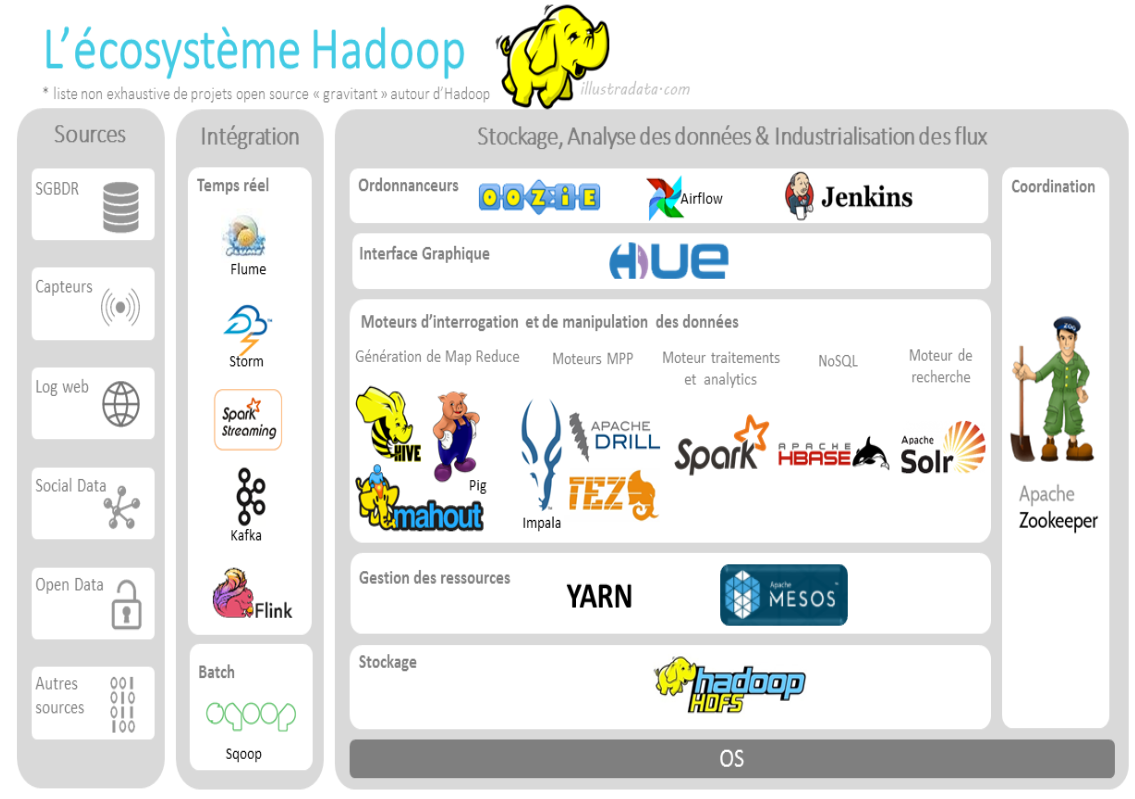 L'écosystème Hadoop
* liste non exhaustive de projets open source « gravitant » autour d'Hadoop
illustradata·com
Sources
SGBDR
Capteurs
Log web
Social Data
Open Data
Autres
sources
001
010
011
100
Intégration
Temps réel
Flume
Storm
Spark
Streaming
Kafka
Flink
Batch
sqoop
Sqoop
Stockage, Analyse des données & Industrialisation des flux
Ordonnanceurs
OOZiE
Airflow
Jenkins
Interface Graphique
HUE
Moteurs d'interrogation et de manipulation des données
Génération de Map Reduce
Moteurs MPP
Moteur traitements
et analytics
NoSQL
Moteur de
recherche
HIVE
Pig
mahout
Impala
APACHE
DRILL
TEZ
Spark
APACHE
HBASE
Apache
Solr
Gestion des ressources
YARN
Apache
MESOS
™
Stockage
hadoop
HDFS
Coordination
ZOO
Apache
Zookeeper
OS